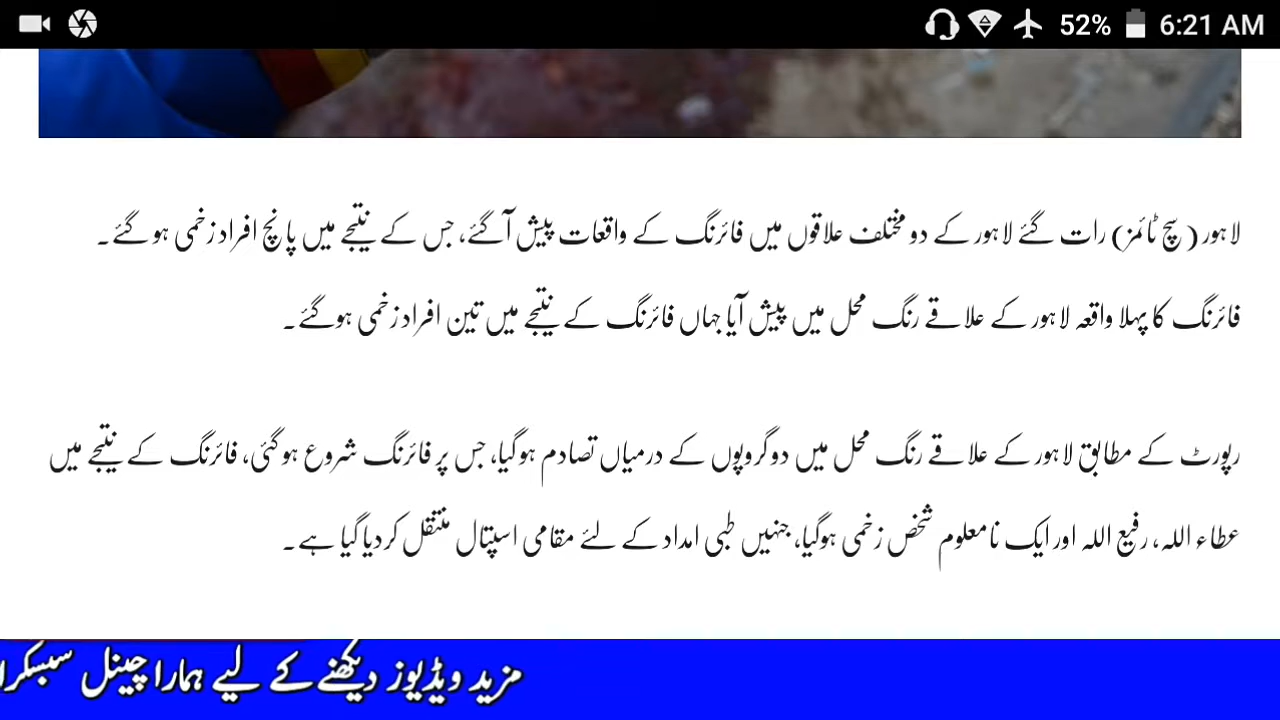 52% 6:21 AM
لاہور (سچ ٹائمز) رات گئے لاہور کے دو مختلف علاقوں میں فائرنگ کے واقعات پیش آگئے، جس کے نتیجے میں پانچ افراد زخمی ہو گئے۔
فائرنگ کا پہلا واقعہ لاہور کے علاقے رنگ محل میں پیش آیا جہاں فائرنگ کے نتیجے میں تین افراد زخمی ہوگئے۔
رپورٹ کے مطابق لاہور کے علاقے رنگ محل میں دو گروپوں کے درمیاں تصادم ہوگیا، جس پر فائرنگ شروع ہو گئی، فائرنگ کے نتیجے میں
عطاء اللہ، رفیع اللہ اور ایک نامعلوم شخص زخمی ہوگیا، جنہیں طبی امداد کے لئے مقامی اسپتال منتقل کردیا گیا ہے۔
مزید ویڈیوز دیکھنے کے لیے ہمارا چینل سبسکرا